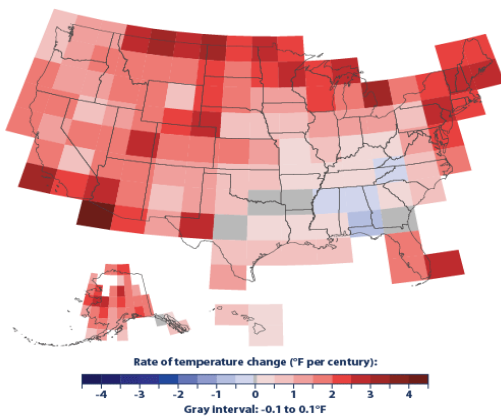 Rate of temperature change (°F per century):
-4 -3 -2 -1 0 1 2 3 4
Gray interval: -0.1 to 0.1°F